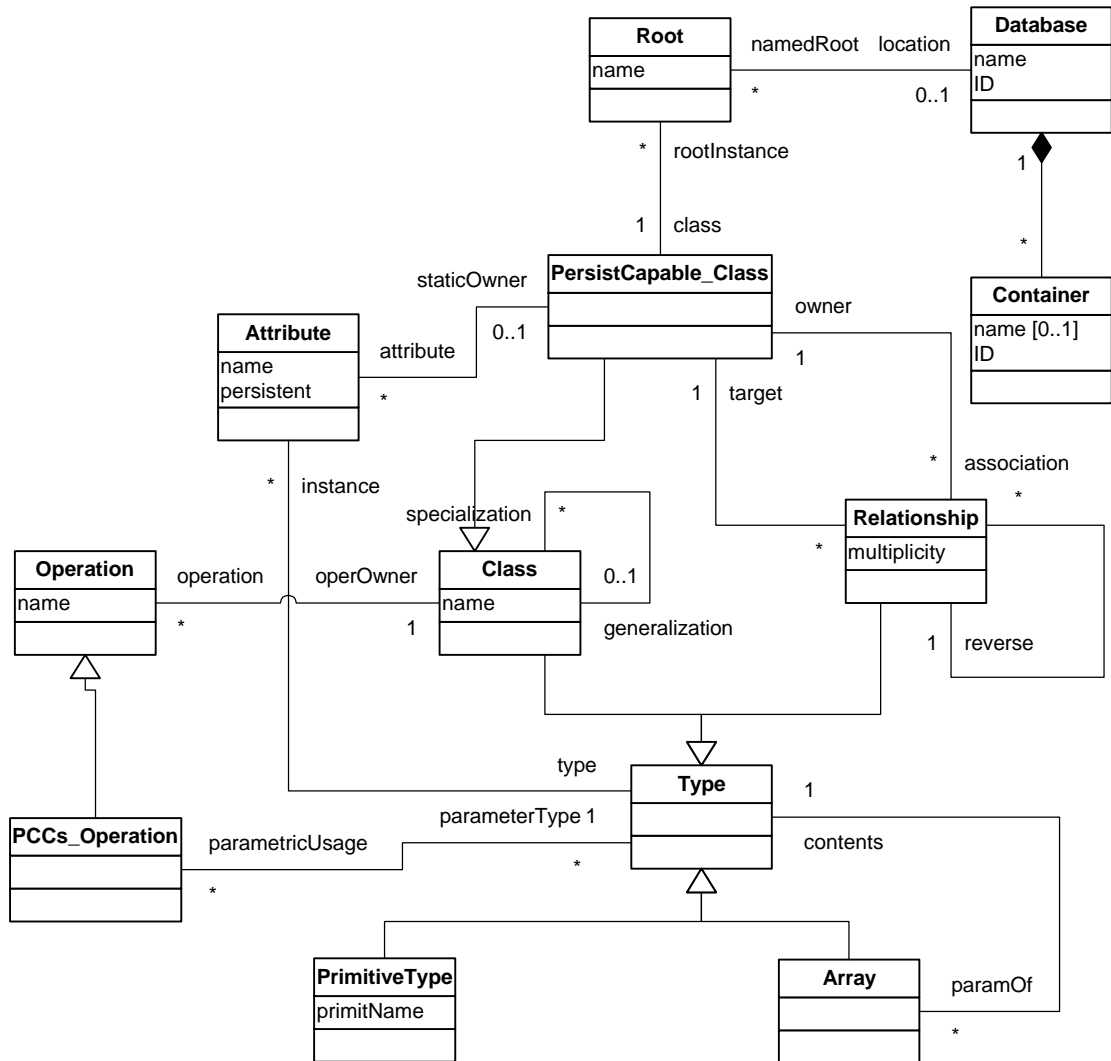 Root
name
namedRoot
location
*
0..1
Database
name
ID
*
rootInstance
1
*
1
class
PersistCapable_Class
staticOwner
0..1
owner
1
Container
name [0..1]
ID
Attribute
name
persistent
attribute
*
1
target
*
instance
*
association
*
specialization
*
Relationship
multiplicity
*
Operation
name
operation
*
operOwner
1
Class
name
0..1
generalization
1
reverse
type
Type
1
PCCs_Operation
parametricUsage
*
parameterType
1
*
contents
PrimitiveType
primitName
Array
paramOf
*